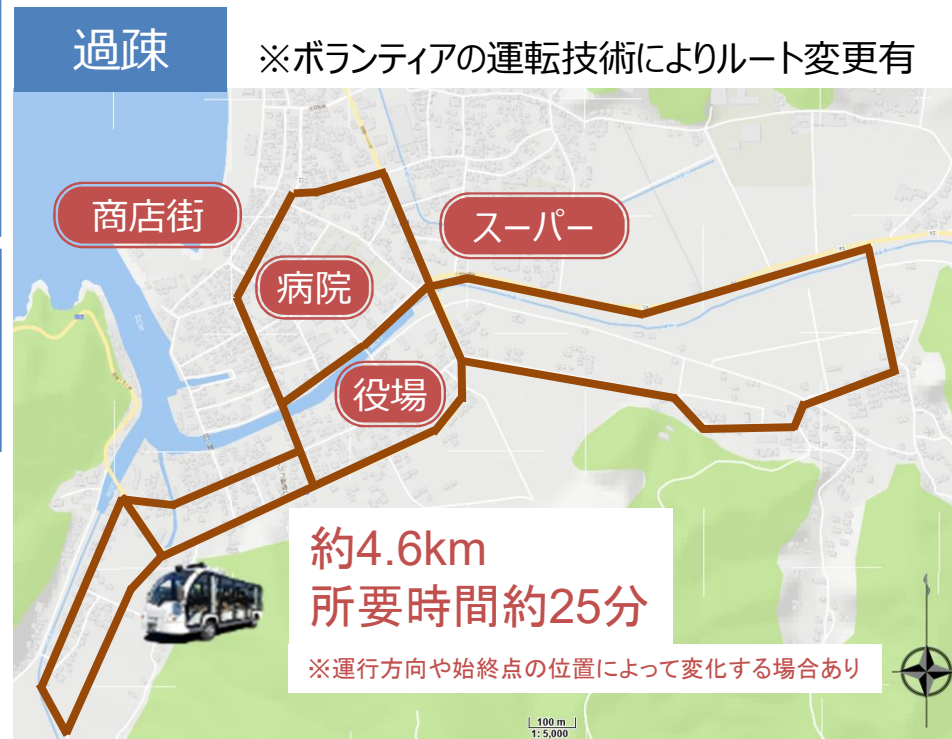 過疎
※ボランティアの運転技術によりルート変更有
商店街
スーパー
病院
役場
約4.6km
所要時間約25分
※運行方向や始終点の位置によって変化する場合あり
100 m
1: 5,000